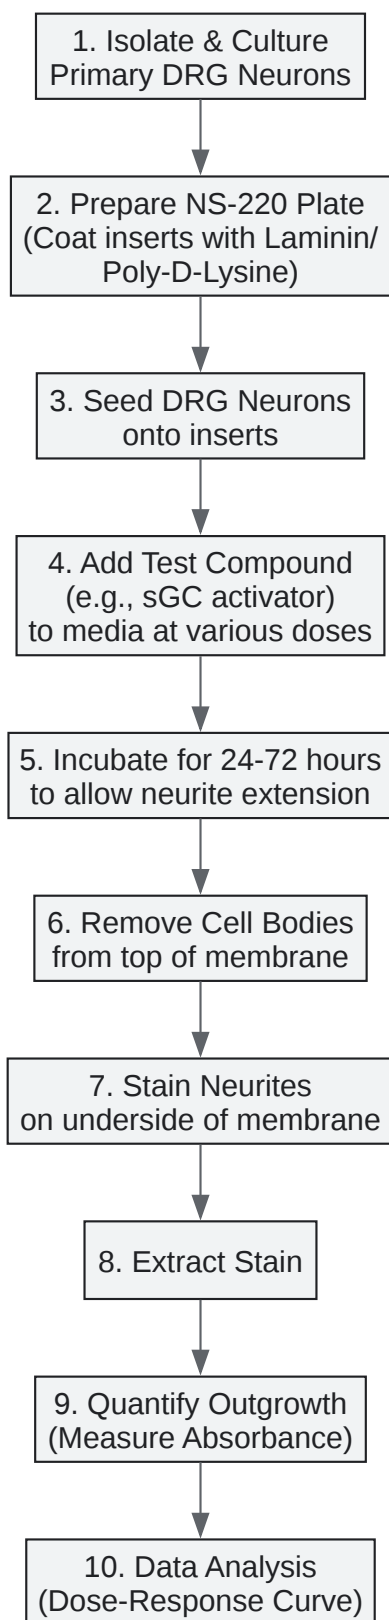 1. Isolate & Culture
Primary DRG Neurons
2. Prepare NS-220 Plate
(Coat inserts with Laminin/
Poly-D-Lysine)
3. Seed DRG Neurons
onto inserts
4. Add Test Compound
(e.g., sGC activator)
to media at various doses
5. Incubate for 24-72 hours
to allow neurite extension
6. Remove Cell Bodies
from top of membrane
7. Stain Neurites
on underside of membrane
8. Extract Stain
9. Quantify Outgrowth
(Measure Absorbance)
10. Data Analysis
(Dose-Response Curve)